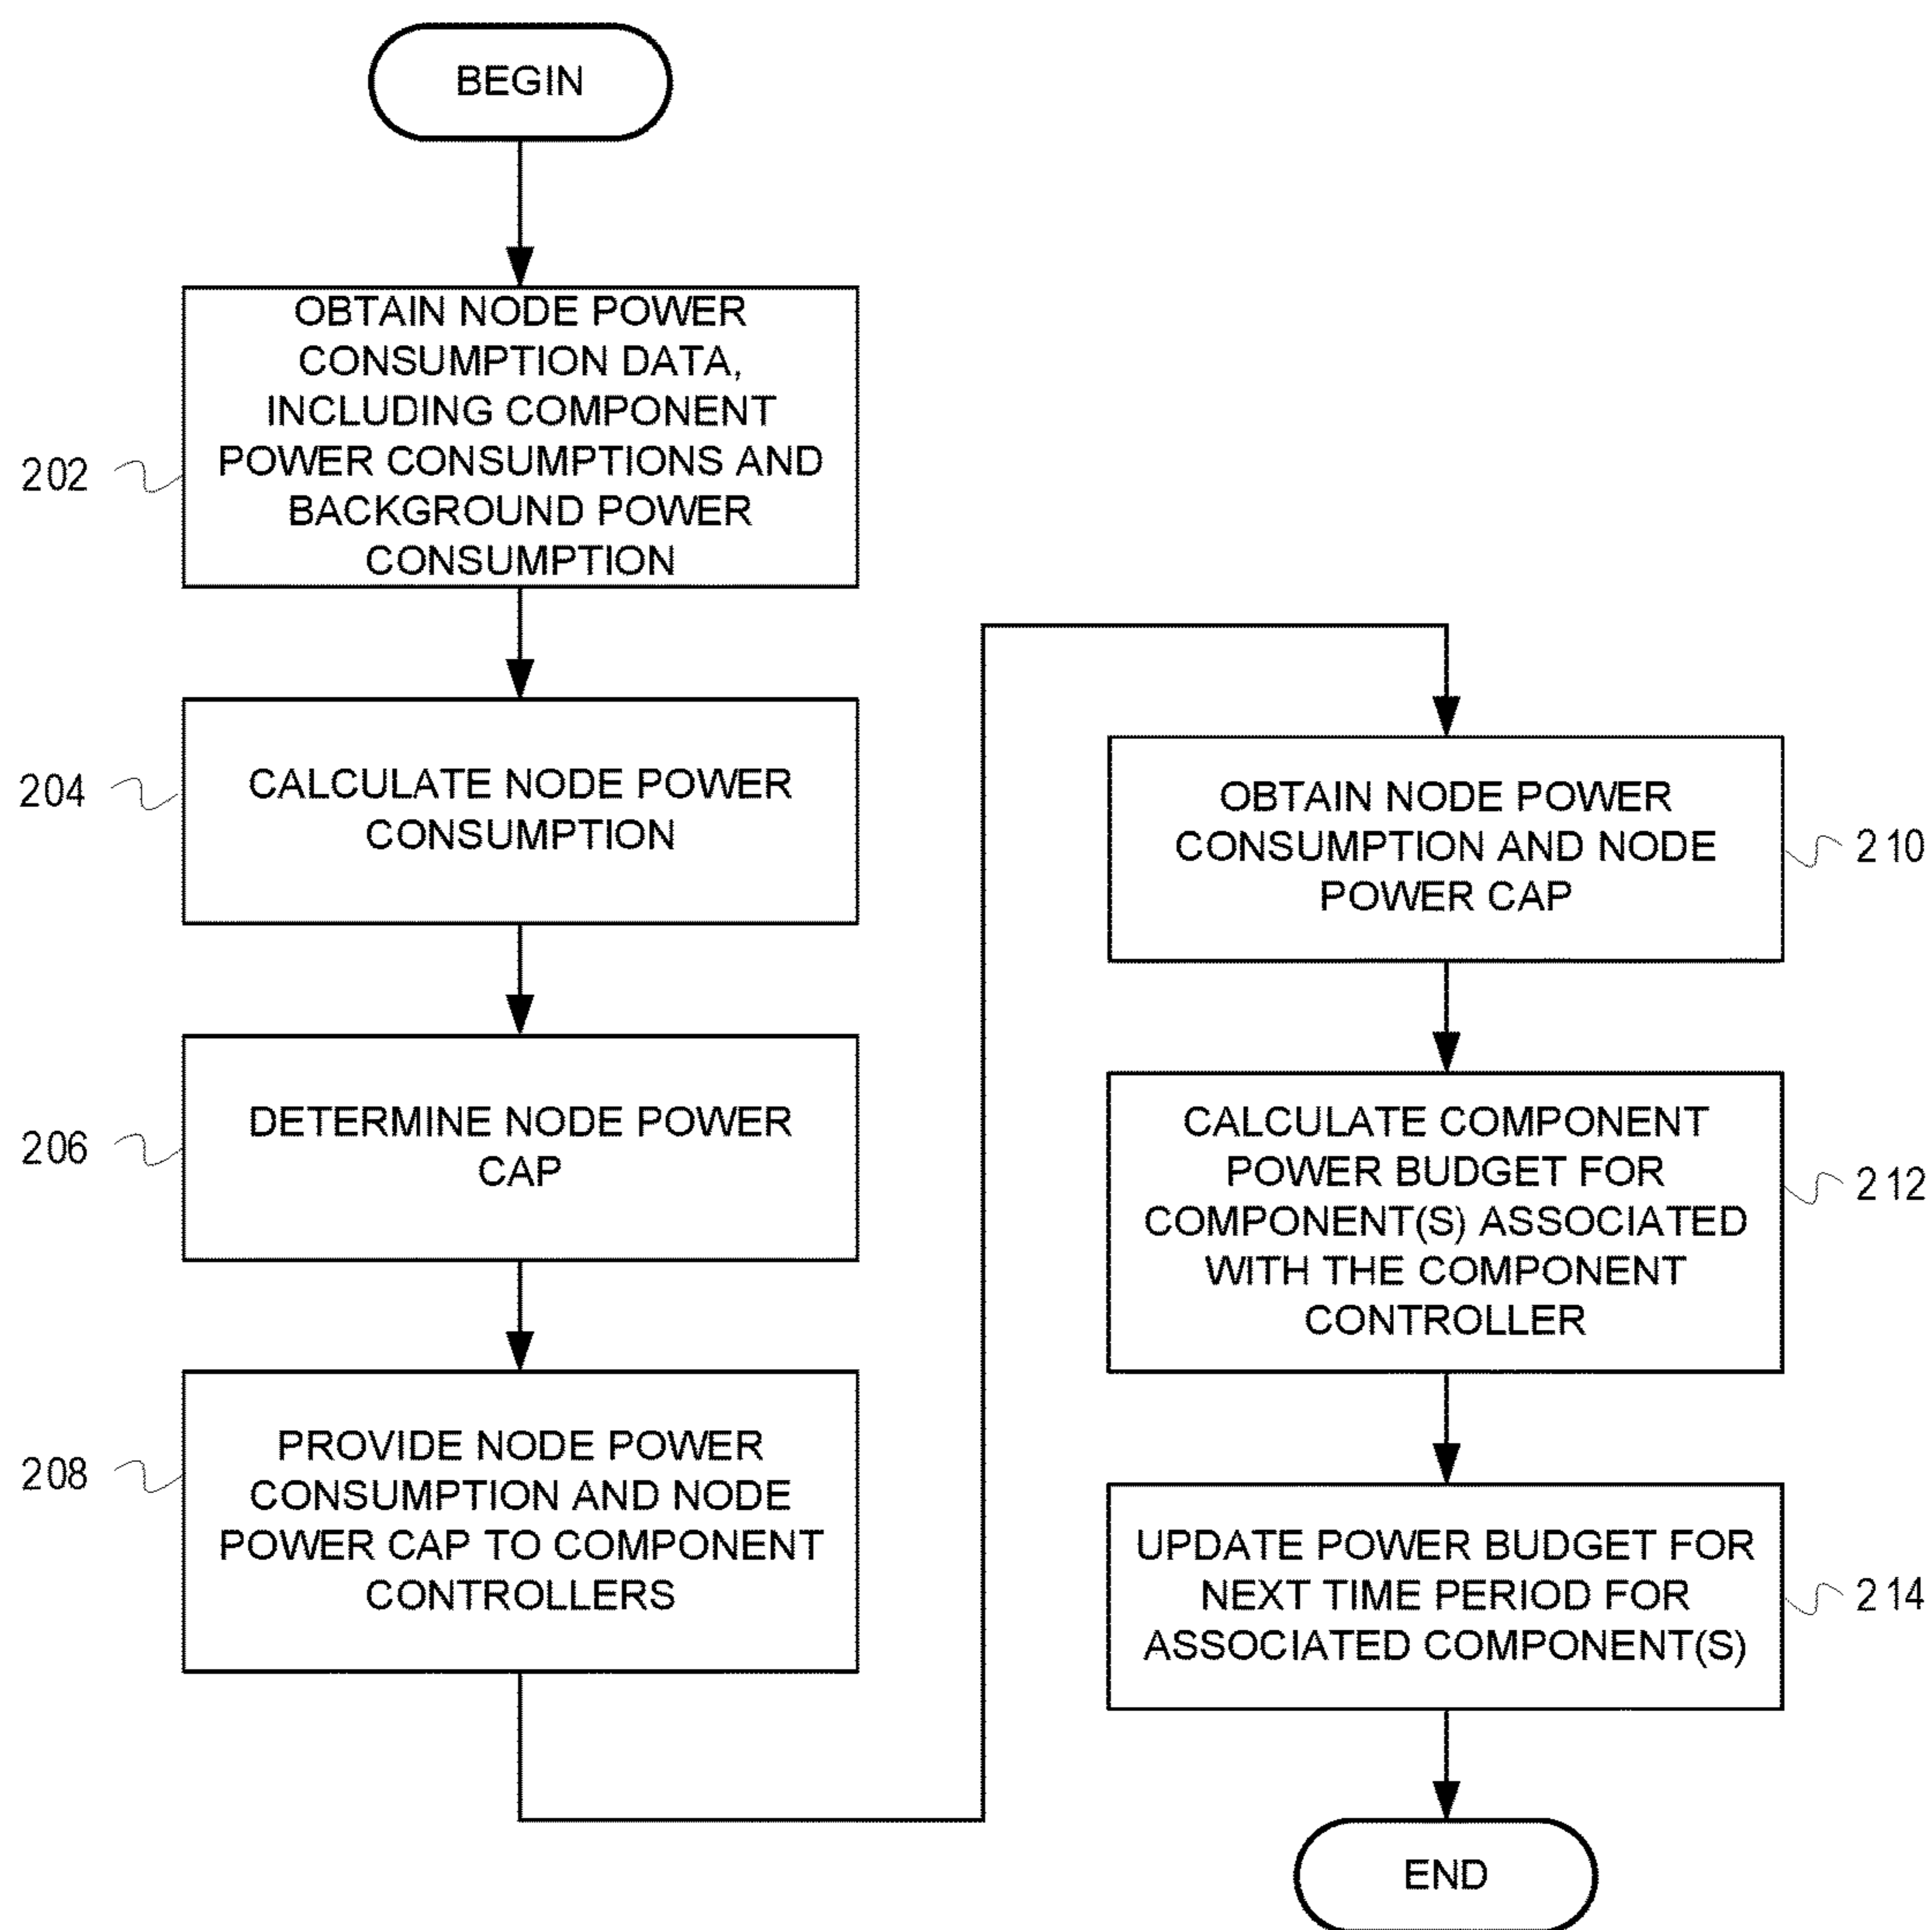 BEGIN
OBTAIN NODE POWER
CONSUMPTION DATA,
INCLUDING COMPONENT
POWER CONSUMPTIONS AND
BACKGROUND POWER
CONSUMPTION
202
CALCULATE NODE POWER
CONSUMPTION
204
DETERMINE NODE POWER
CAP
206
PROVIDE NODE POWER
CONSUMPTION AND NODE
POWER CAP TO COMPONENT
CONTROLLERS
208
OBTAIN NODE POWER
CONSUMPTION AND NODE
POWER CAP
210
CALCULATE COMPONENT
POWER BUDGET FOR
COMPONENT(S) ASSOCIATED
WITH THE COMPONENT
CONTROLLER
212
UPDATE POWER BUDGET FOR
NEXT TIME PERIOD FOR
ASSOCIATED COMPONENT(S)
214
END